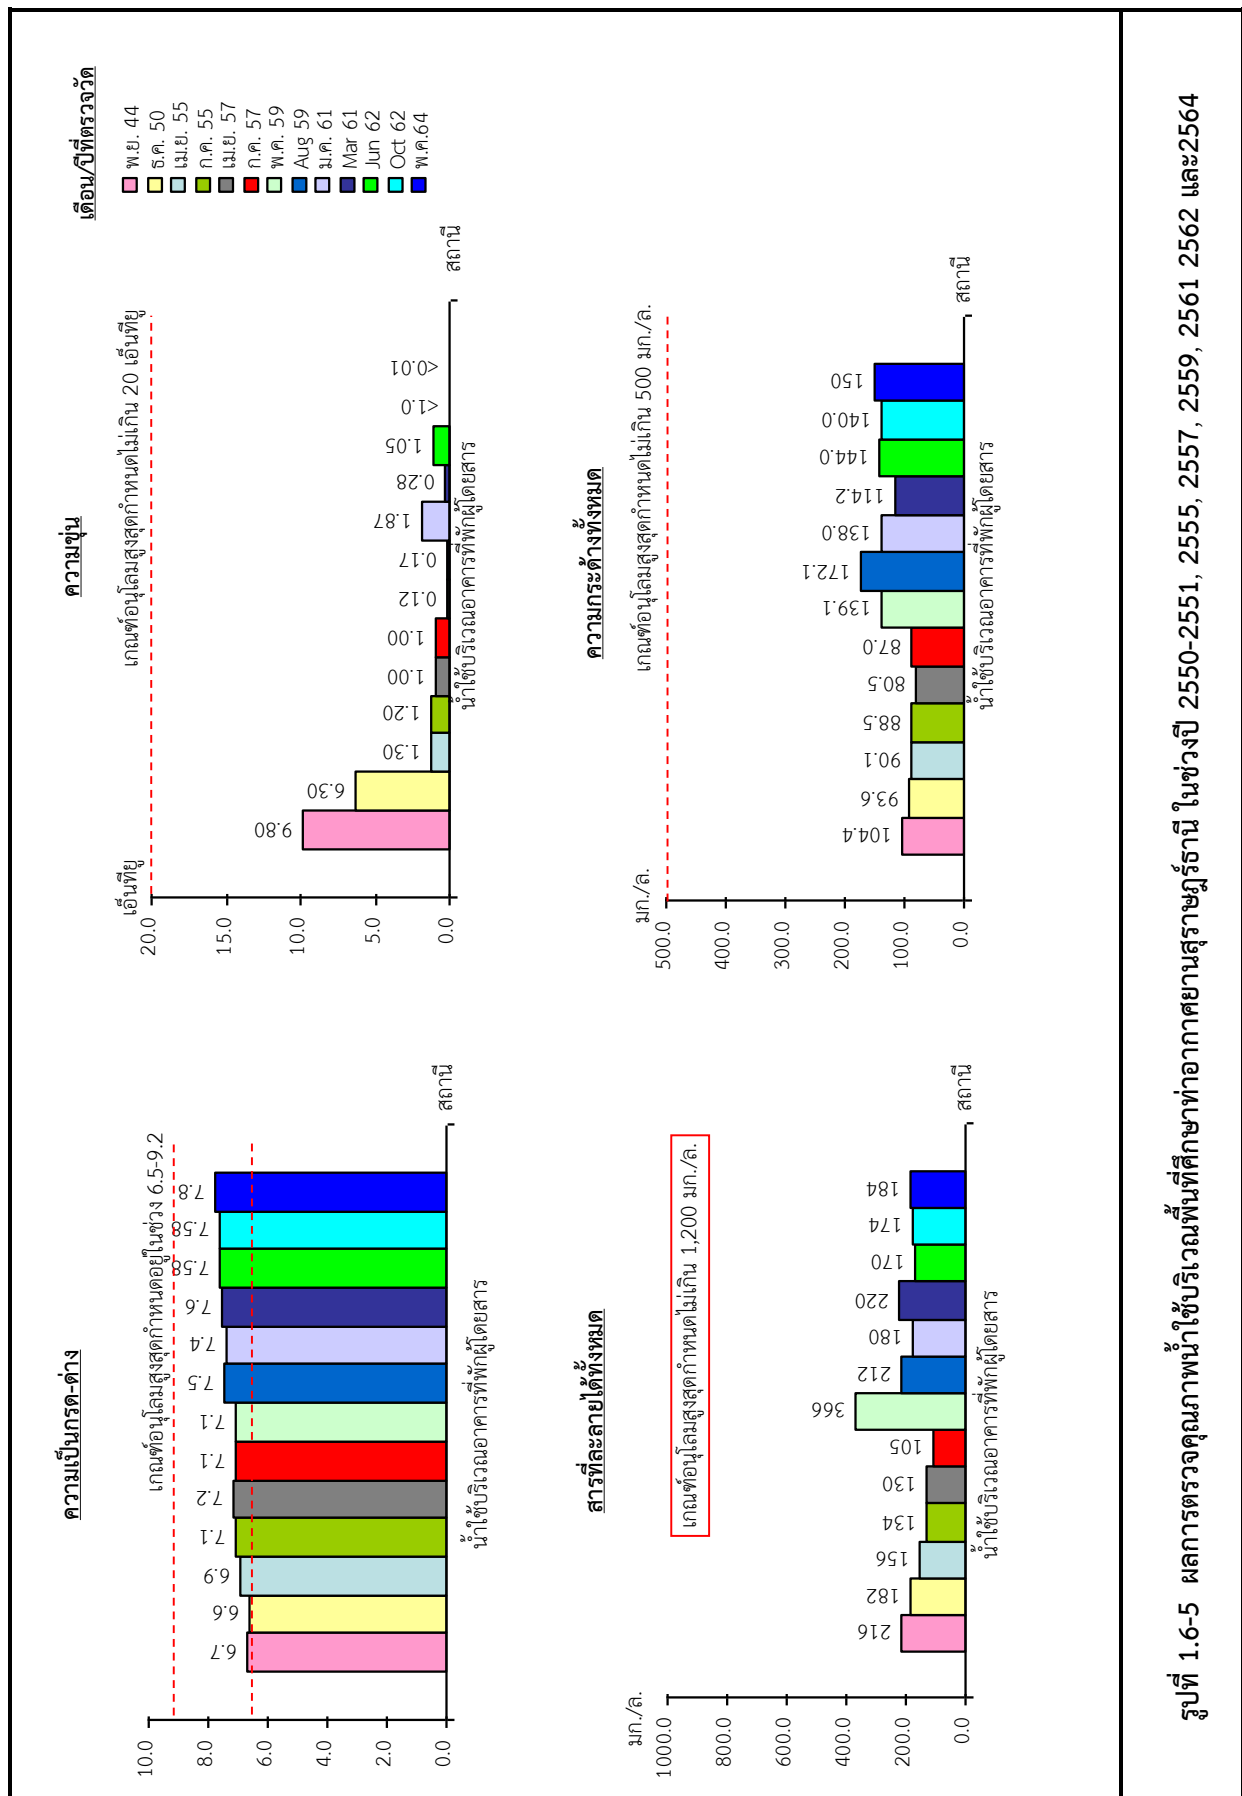 เดือน/ปีที่ตรวจวัด
พ.ย. 44
ธ.ค. 50
เม.ย. 55
ก.ค. 55
เม.ย. 57
ก.ค. 57
พ.ค. 59
Aug 59
ม.ค. 61
Mar 61
Jun 62
Oct 62
พ.ค.64
ความเป็นกรด-ด่าง
เกณฑ์อนุโลมสูงสุดกำหนดอยู่ในช่วง 6.5-9.2
10.0
8.0
6.0
4.0
2.0
0.0
6.7
6.6
6.9
7.1
7.2
7.1
7.1
7.5
7.4
7.6
7.58
7.58
7.8
สถานี
น้ำใช้บริเวณอาคารที่พักผู้โดยสาร
ความขุ่น
เอ็นทียู
เกณฑ์อนุโลมสูงสุดกำหนดไม่เกิน 20 เอ็นทียู
20.0
15.0
10.0
5.0
0.0
9.80
6.30
1.30
1.20
1.00
1.00
0.12
0.17
1.87
0.28
1.05
<1.0
<0.01
สถานี
น้ำใช้บริเวณอาคารที่พักผู้โดยสาร
สารที่ละลายได้ทั้งหมด
มก./ล.
เกณฑ์อนุโลมสูงสุดกำหนดไม่เกิน 1,200 มก./ล.
1000.0
800.0
600.0
400.0
200.0
0.0
216
182
156
134
130
105
366
212
180
220
170
174
184
สถานี
น้ำใช้บริเวณอาคารที่พักผู้โดยสาร
ความกระด้างทั้งหมด
มก./ล.
เกณฑ์อนุโลมสูงสุดกำหนดไม่เกิน 500 มก./ล.
500.0
400.0
300.0
200.0
100.0
0.0
104.4
93.6
90.1
88.5
80.5
87.0
139.1
172.1
138.0
114.2
144.0
140.0
150
สถานี
น้ำใช้บริเวณอาคารที่พักผู้โดยสาร
รูปที่ 1.6-5 ผลการตรวจคุณภาพน้ำใช้บริเวณพื้นที่ศึกษาท่าอากาศยานสุราษฎร์ธานี ในช่วงปี 2550-2551, 2555, 2557, 2559, 2561 2562 และ2564